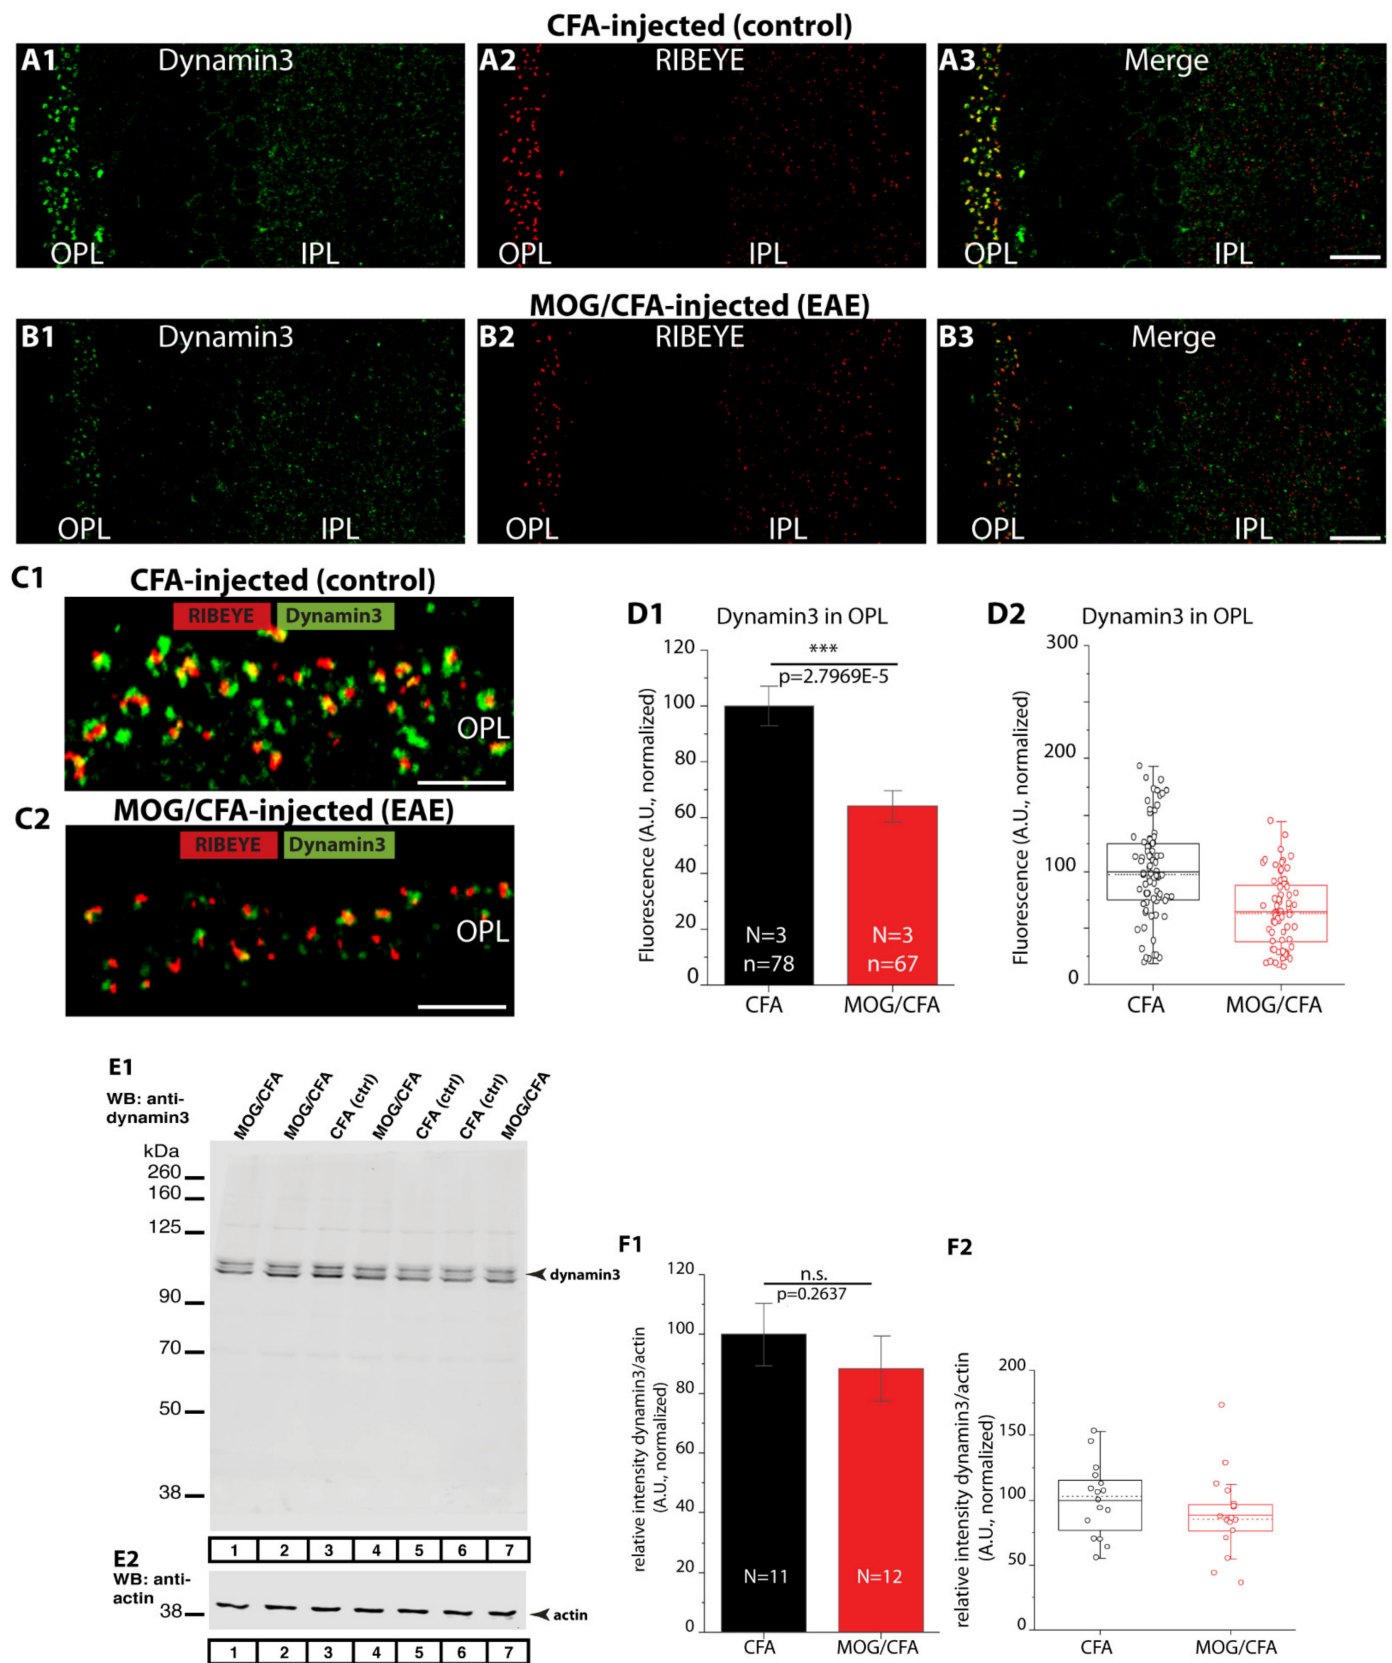 CFA-injected (control)
A1 Dynamin3 A2 RIBEYE A3 Merge
OPL IPL OPL IPL OPL IPL
MOG/CFA-injected (EAE)
B1 Dynamin3 B2 RIBEYE B3 Merge
OPL IPL OPL IPL OPL IPL
C1 CFA-injected (control)
RIBEYE Dynamin3
OPL
C2 MOG/CFA-injected (EAE)
RIBEYE Dynamin3
OPL
D1 Dynamin3 in OPL
Fluorescence (A.U., normalized)
120
100
80
60
40
20
0
***
p=2.7969E-5
N=3 N=3
n=78 n=67
CFA MOG/CFA
D2 Dynamin3 in OPL
Fluorescence (A.U., normalized)
300
200
100
0
CFA MOG/CFA
E1
WB: anti-
dynamin3
MOG/CFA MOG/CFA CFA (ctrl) MOG/CFA CFA (ctrl) CFA (ctrl) MOG/CFA
kDa
260
160
125
90
70
50
38
dynamin3
1 2 3 4 5 6 7
E2
WB: anti-
actin
38
actin
1 2 3 4 5 6 7
F1
relative intensity dynamin3/actin
(A.U., normalized)
120
100
80
60
40
20
0
n.s.
p=0.2637
N=11 N=12
CFA MOG/CFA
F2
relative intensity dynamin3/actin
(A.U., normalized)
200
150
100
50
0
CFA MOG/CFA